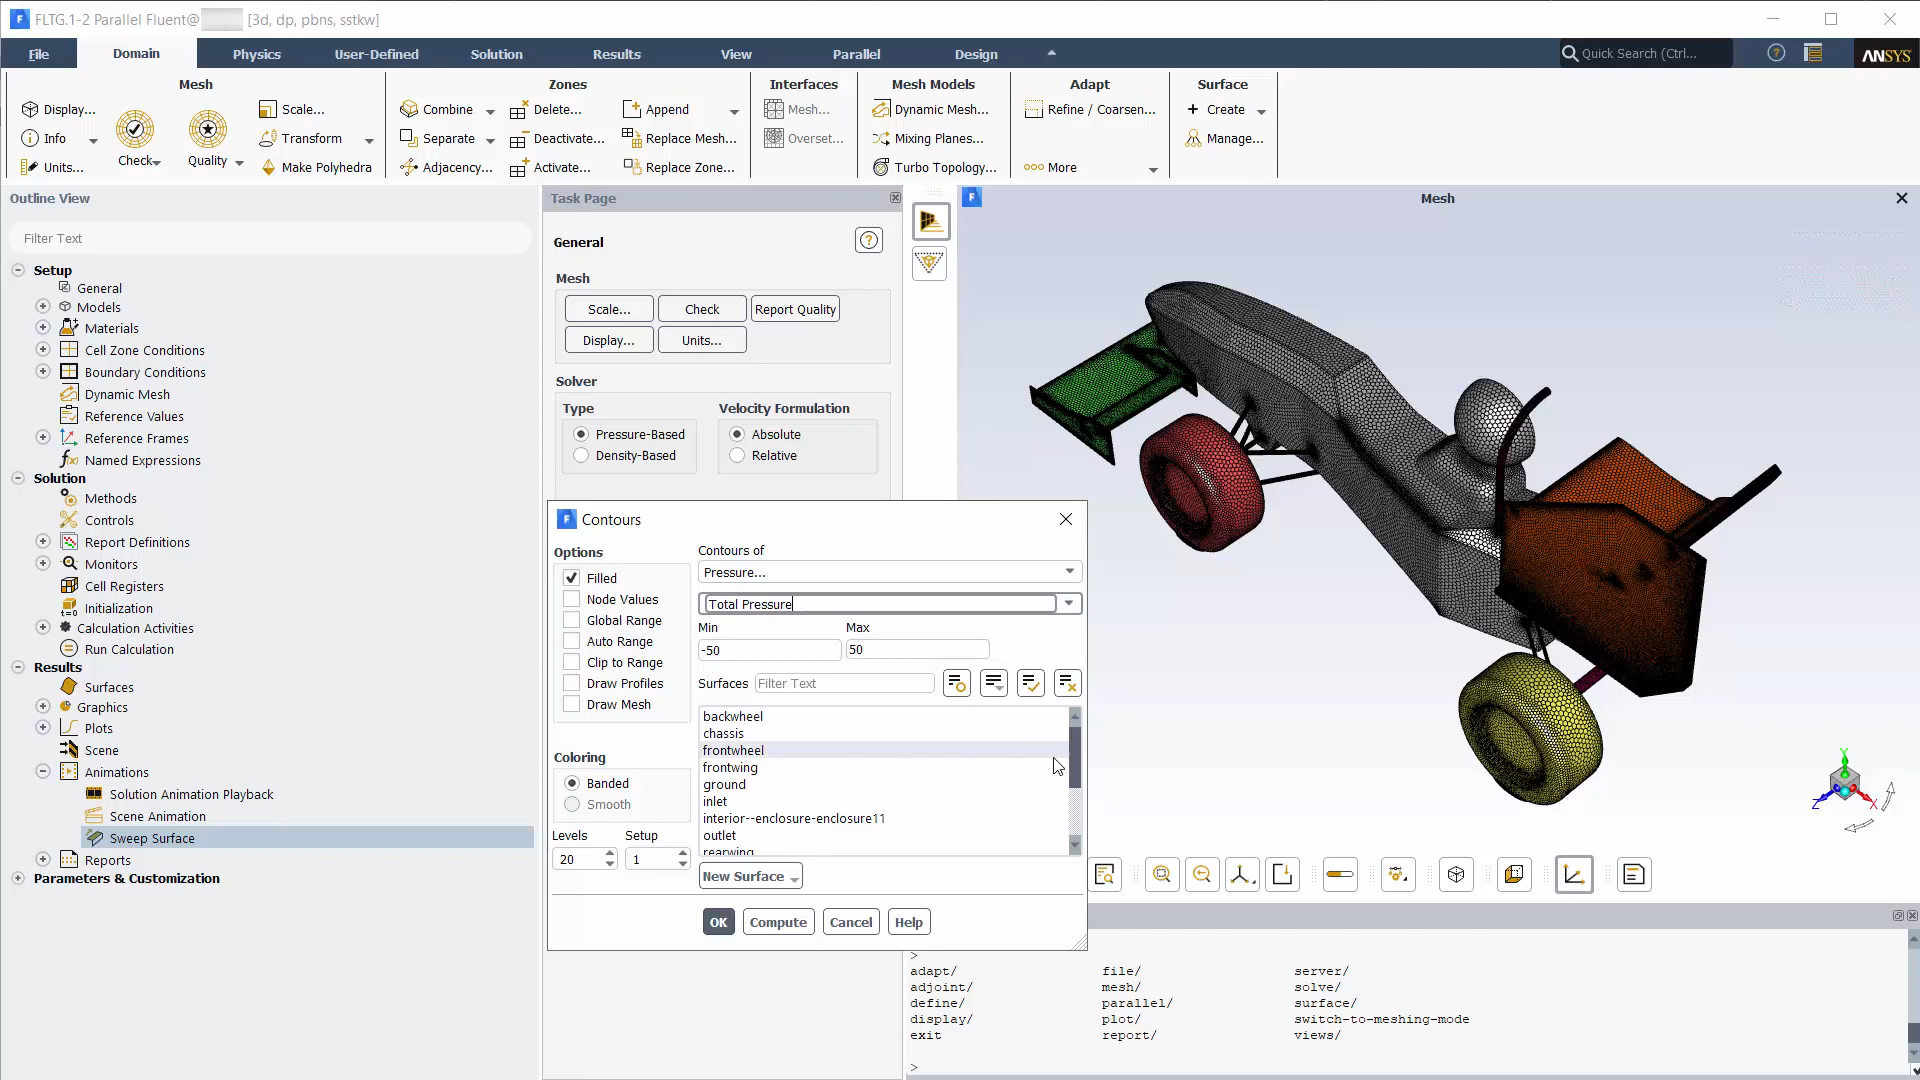 FLTG.1-2 Parallel Fluent@ [3d, dp, pbns, sstkw]
File Domain Physics User-Defined Solution Results View Parallel Design Quick Search (Ctrl... ANSYS
Mesh Zones Interfaces Mesh Models Adapt Surface
Display... Scale... Combine Delete... Append Mesh... Dynamic Mesh... Refine / Coarsen... Create
Info Transform Separate Deactivate... Replace Mesh... Overset... Mixing Planes... Manage...
Check Quality
Units... Make Polyhedra Adjacency... Activate... Replace Zone... Turbo Topology... More
Outline View
Filter Text
Setup
General
Models
Materials
Cell Zone Conditions
Boundary Conditions
Dynamic Mesh
Reference Values
Reference Frames
Named Expressions
Solution
Methods
Controls
Report Definitions
Monitors
Cell Registers
Initialization
Calculation Activities
Run Calculation
Results
Surfaces
Graphics
Plots
Scene
Animations
Solution Animation Playback
Scene Animation
Sweep Surface
Reports
Parameters & Customization
Task Page
General
Mesh
Scale... Check Report Quality
Display... Units...
Solver
Type Velocity Formulation
Pressure-Based Absolute
Density-Based Relative
Contours
Options
Filled
Node Values
Global Range
Auto Range
Clip to Range
Draw Profiles
Draw Mesh
Coloring
Banded
Smooth
Levels Setup
20 1
Contours of
Pressure...
Total Pressure
Min Max
-50 50
Surfaces Filter Text
backwheel
chassis
frontwheel
frontwing
ground
inlet
interior--enclosure-enclosure11
outlet
rearwing
New Surface
OK Compute Cancel Help
Mesh
Y
Z X
>
adapt/ file/ server/
adjoint/ mesh/ solve/
define/ parallel/ surface/
display/ plot/ switch-to-meshing-mode
exit report/ views/
>